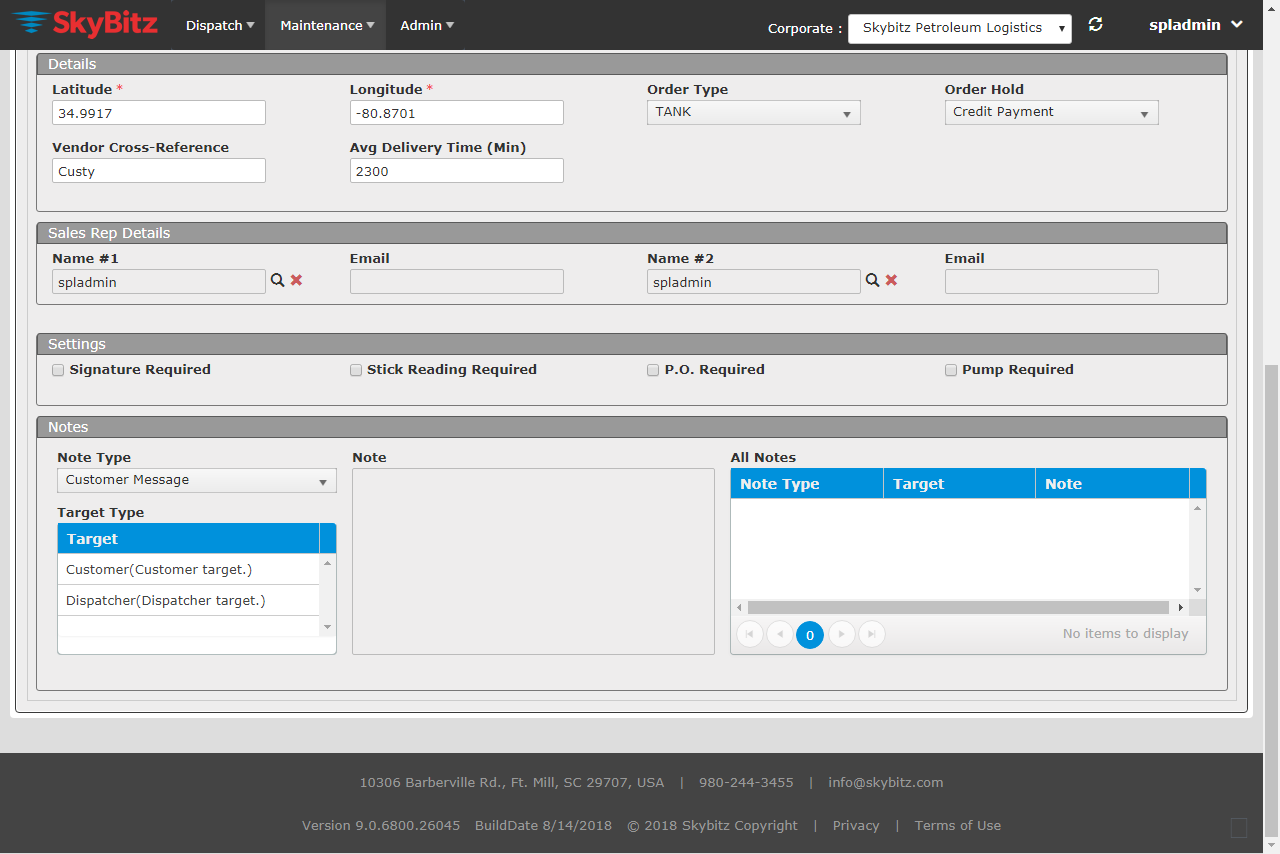 SkyBitz Dispatch Maintenance Admin Corporate : Skybitz Petroleum Logistics spladmin
Details
Latitude * Longitude * Order Type Order Hold
34.9917 -80.8701 TANK Credit Payment
Vendor Cross-Reference Avg Delivery Time (Min)
Custy 2300
Sales Rep Details
Name #1 Email Name #2 Email
spladmin spladmin
Settings
Signature Required Stick Reading Required P.O. Required Pump Required
Notes
Note Type Note All Notes
Customer Message Note Type Target Note
Target Type
Target
Customer(Customer target.)
Dispatcher(Dispatcher target.)
0 No items to display
10306 Barberville Rd., Ft. Mill, SC 29707, USA | 980-244-3455 | info@skybitz.com
Version 9.0.6800.26045 BuildDate 8/14/2018 © 2018 Skybitz Copyright | Privacy | Terms of Use